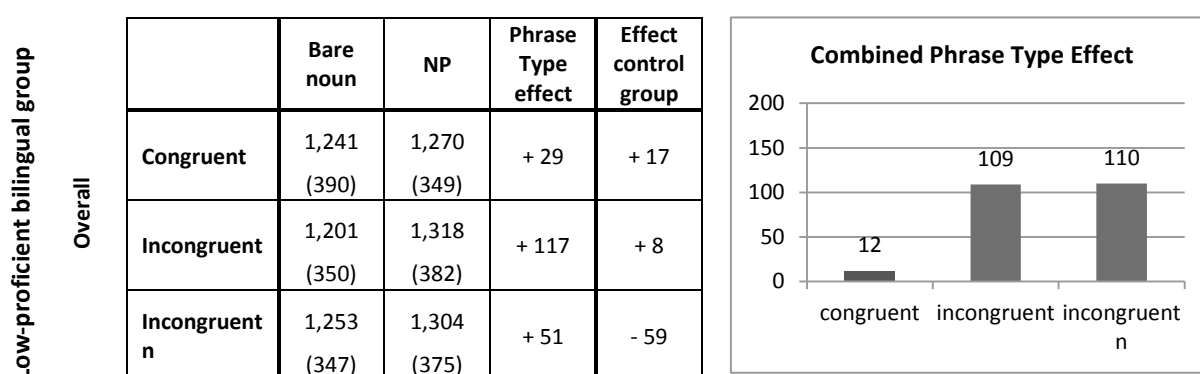 Low-proficient bilingual group
Overall
Bare
noun
NP
Phrase
Type
effect
Effect
control
group
Congruent
1,241
(390)
1,270
(349)
+ 29
+ 17
Incongruent
1,201
(350)
1,318
(382)
+ 117
+ 8
Incongruent
n
1,253
(347)
1,304
(375)
+ 51
- 59
Combined Phrase Type Effect
200
150
100
50
0
12
109
110
congruent
incongruent
incongruent
n